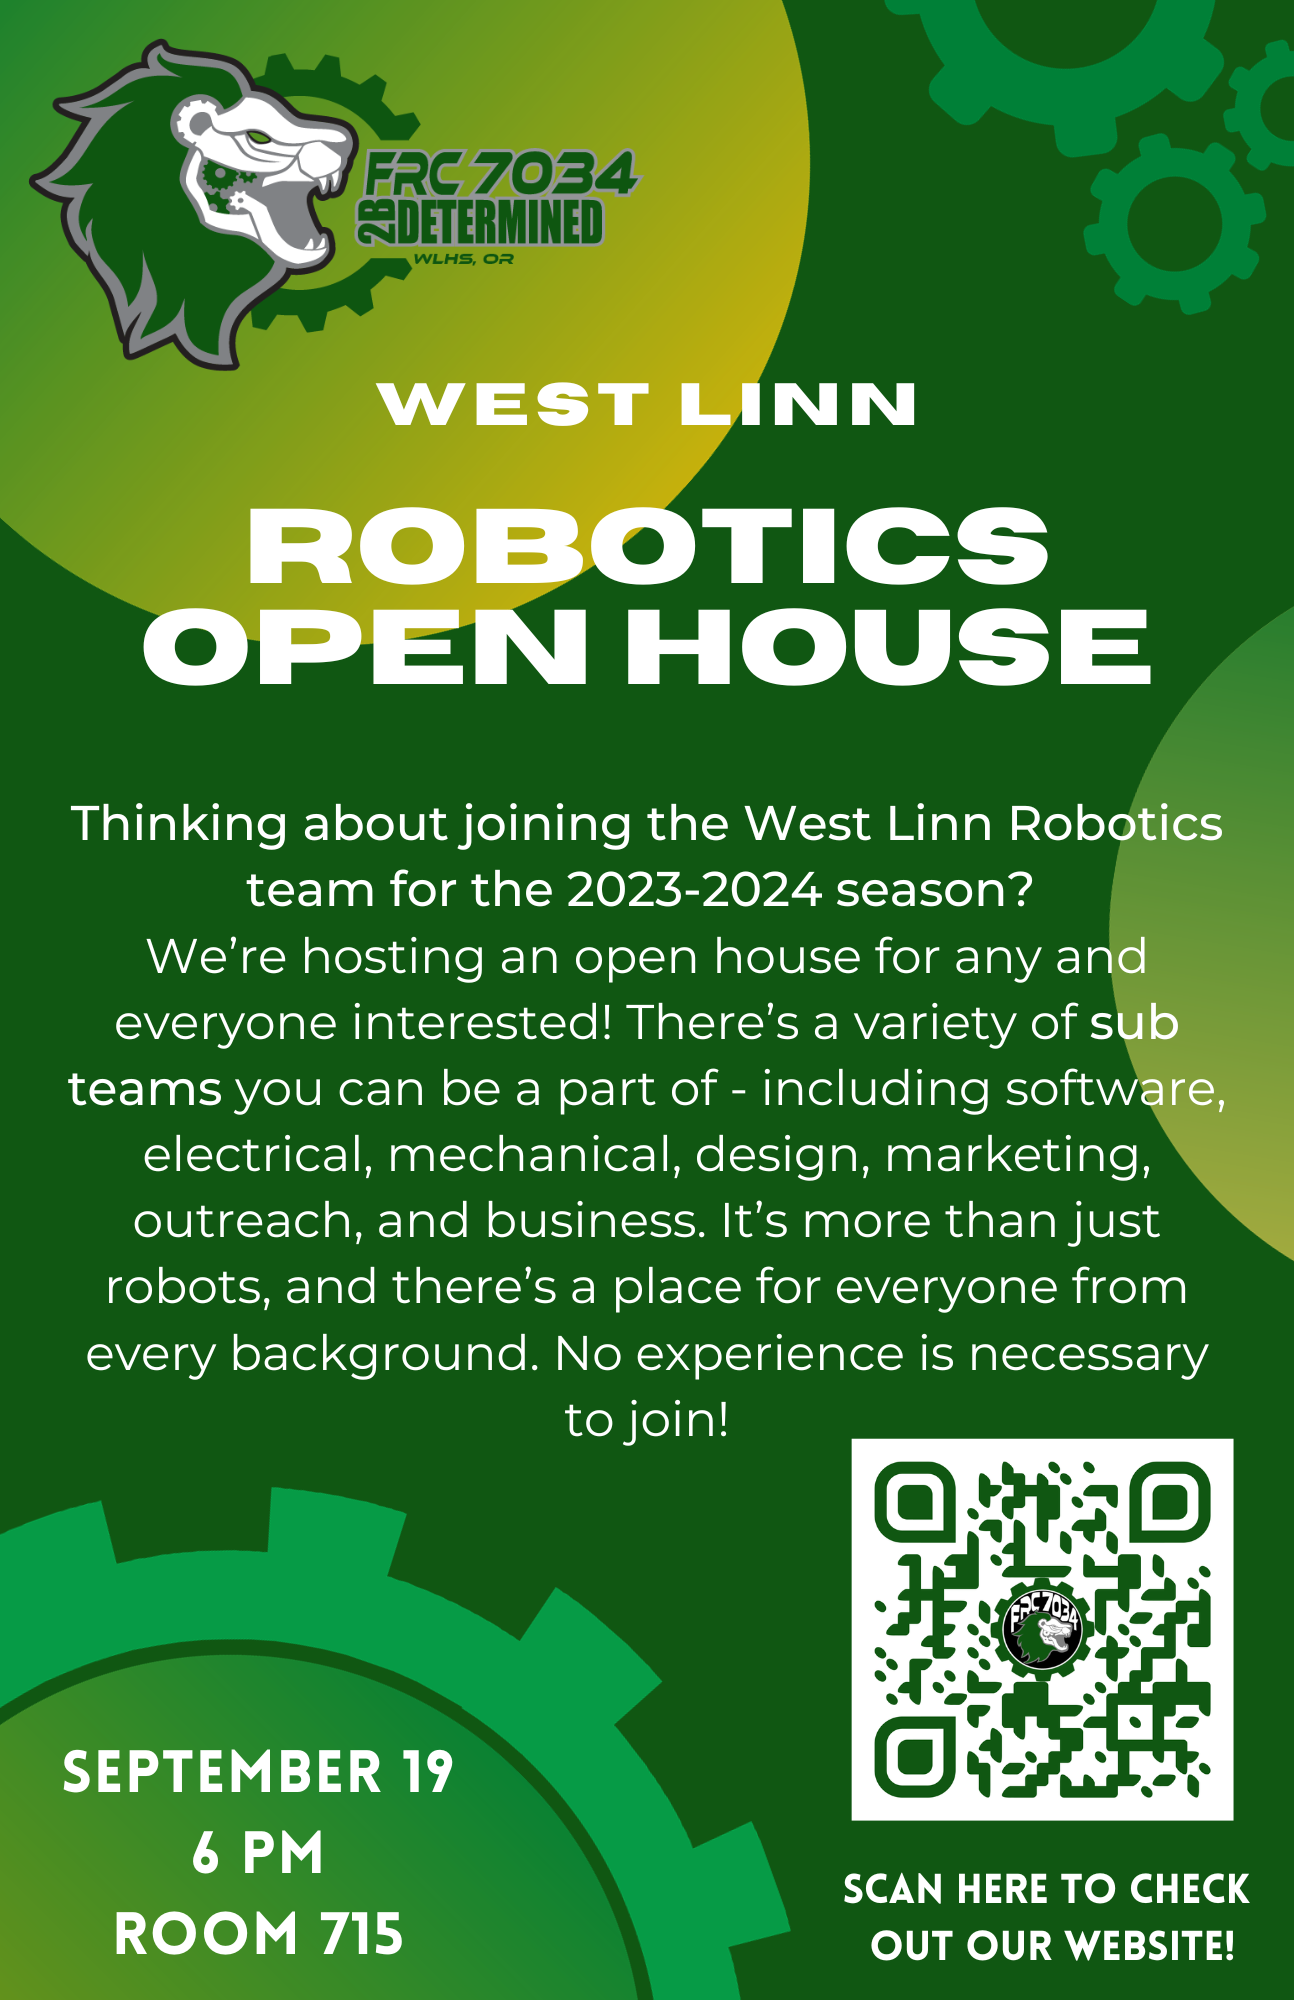 FRC 7034
2B DETERMINED
WLHS, OR
WEST LINN
ROBOTICS
OPEN HOUSE
Thinking about joining the West Linn Robotics
team for the 2023-2024 season?
We’re hosting an open house for any and
everyone interested! There’s a variety of sub
teams you can be a part of - including software,
electrical, mechanical, design, marketing,
outreach, and business. It’s more than just
robots, and there’s a place for everyone from
every background. No experience is necessary
to join!
FRC 7034
SEPTEMBER 19
6 PM
ROOM 715
SCAN HERE TO CHECK
OUT OUR WEBSITE!